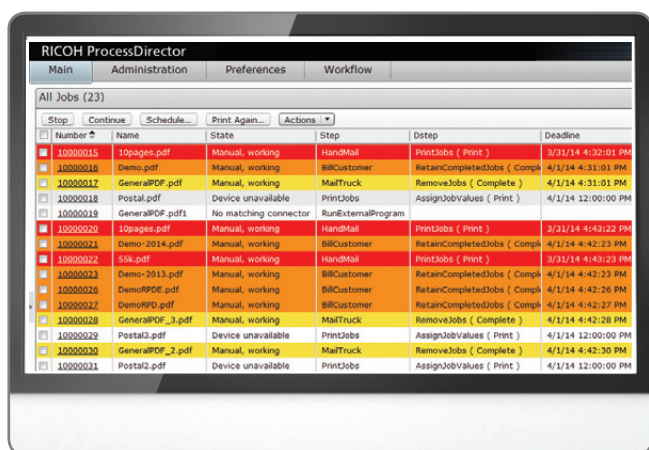 RICOH ProcessDirector
Main Administration Preferences Workflow
All Jobs (23)
Stop Continue Schedule... Print Again... Actions
Number Name State Step Dstep Deadline
10000015 10pages.pdf Manual, working HandMail PrintJobs ( Print ) 3/31/14 4:32:01 PM
10000016 Demo.pdf Manual, working BillCustomer RetainCompletedJobs ( Compl 4/1/14 4:31:01 PM
10000017 GeneralPDF.pdf Manual, working MailTruck RemoveJobs ( Complete ) 4/1/14 4:31:01 PM
10000018 Postal.pdf Device unavailable PrintJobs AssignJobValues ( Print ) 4/1/14 12:00:00 PM
10000019 GeneralPDF.pdf1 No matching connector RunExternalProgram
10000020 10pages.pdf Manual, working HandMail PrintJobs ( Print ) 3/31/14 4:43:22 PM
10000021 Demo-2014.pdf Manual, working BillCustomer RetainCompletedJobs ( Compl 4/1/14 4:42:23 PM
10000022 55k.pdf Manual, working HandMail PrintJobs ( Print ) 3/31/14 4:43:23 PM
10000023 Demo-2013.pdf Manual, working BillCustomer RetainCompletedJobs ( Compl 4/1/14 4:42:23 PM
10000026 DemoRPDE.pdf Manual, working BillCustomer RetainCompletedJobs ( Compl 4/1/14 4:42:26 PM
10000027 DemoRPD.pdf Manual, working BillCustomer RetainCompletedJobs ( Compl 4/1/14 4:42:27 PM
10000028 GeneralPDF_3.pdf Manual, working MailTruck RemoveJobs ( Complete ) 4/1/14 4:42:28 PM
10000029 Postal3.pdf Device unavailable PrintJobs AssignJobValues ( Print ) 4/1/14 12:00:00 PM
10000030 GeneralPDF_2.pdf Manual, working MailTruck RemoveJobs ( Complete ) 4/1/14 4:42:30 PM
10000031 Postal2.pdf Device unavailable PrintJobs AssignJobValues ( Print ) 4/1/14 12:00:00 PM